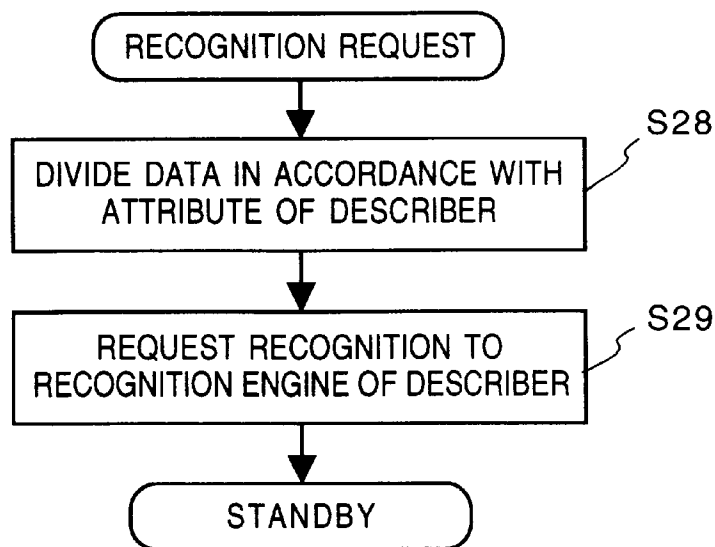 RECOGNITION REQUEST
S28
DIVIDE DATA IN ACCORDANCE WITH
ATTRIBUTE OF DESCRIBER
S29
REQUEST RECOGNITION TO
RECOGNITION ENGINE OF DESCRIBER
STANDBY